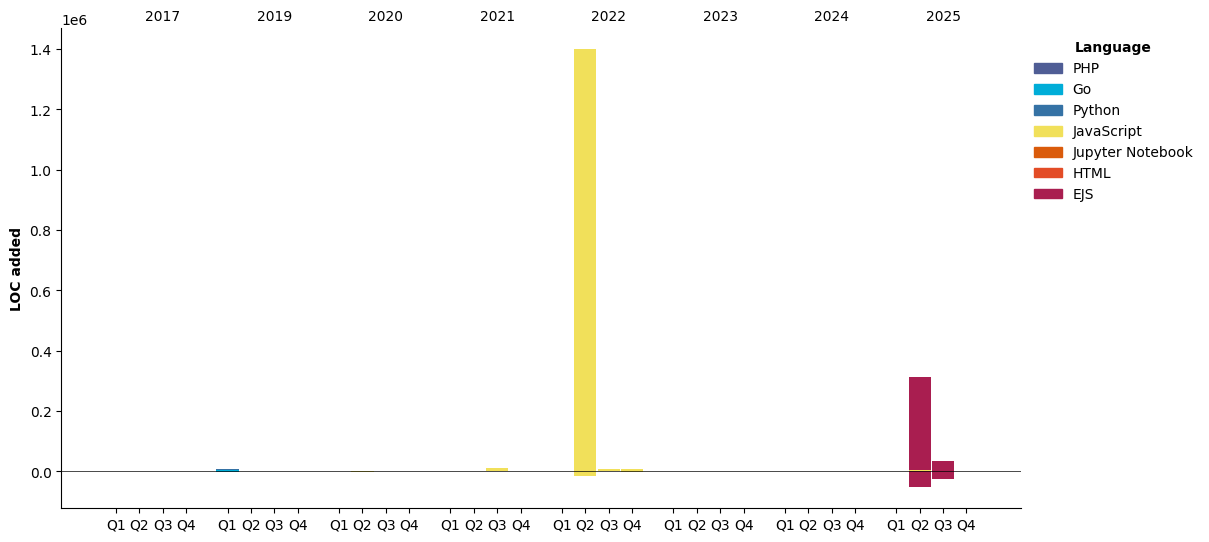 1e6 2017 2019 2020 2021 2022 2023 2024 2025
1.4
1.2
1.0
0.8
0.6
0.4
0.2
0.0
LOC added
Q1 Q2 Q3 Q4 Q1 Q2 Q3 Q4 Q1 Q2 Q3 Q4 Q1 Q2 Q3 Q4 Q1 Q2 Q3 Q4 Q1 Q2 Q3 Q4 Q1 Q2 Q3 Q4 Q1 Q2 Q3 Q4
Language
PHP
Go
Python
JavaScript
Jupyter Notebook
HTML
EJS